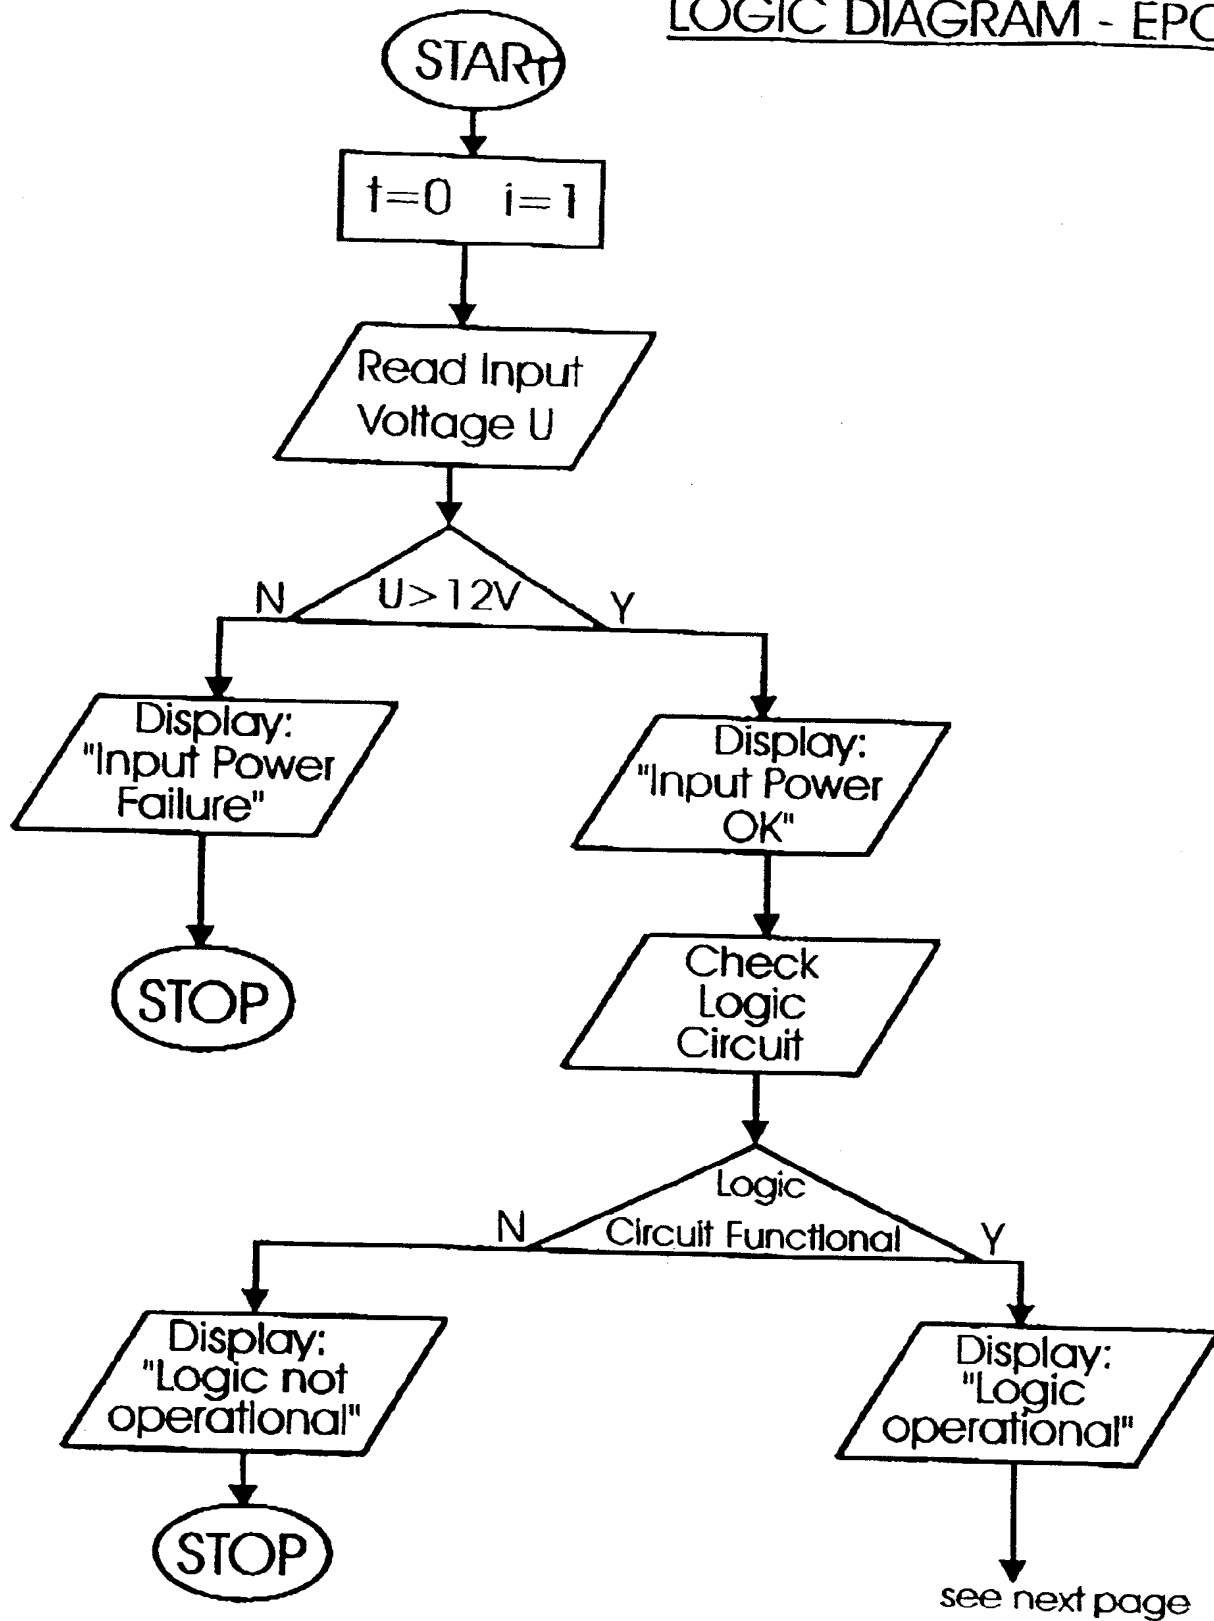 LOGIC DIAGRAM - EPC
START
t=0 i=1
Read Input
Voltage U
U>12V
N
Y
Display:
"Input Power
Failure"
STOP
Display:
"Input Power
OK"
Check
Logic
Circuit
Logic
Circuit Functional
N
Y
Display:
"Logic not
operational"
STOP
Display:
"Logic
operational"
see next page